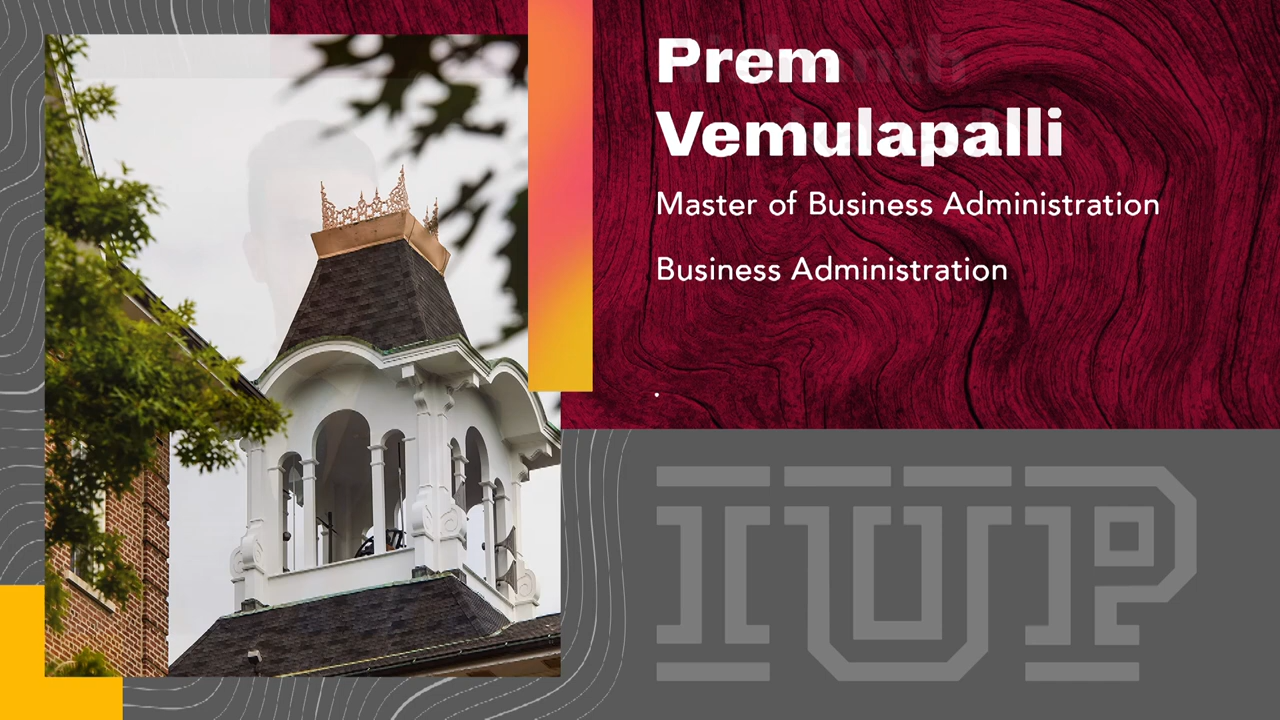 Prem
Vemulapalli
Master of Business Administration
Business Administration
.
IUP